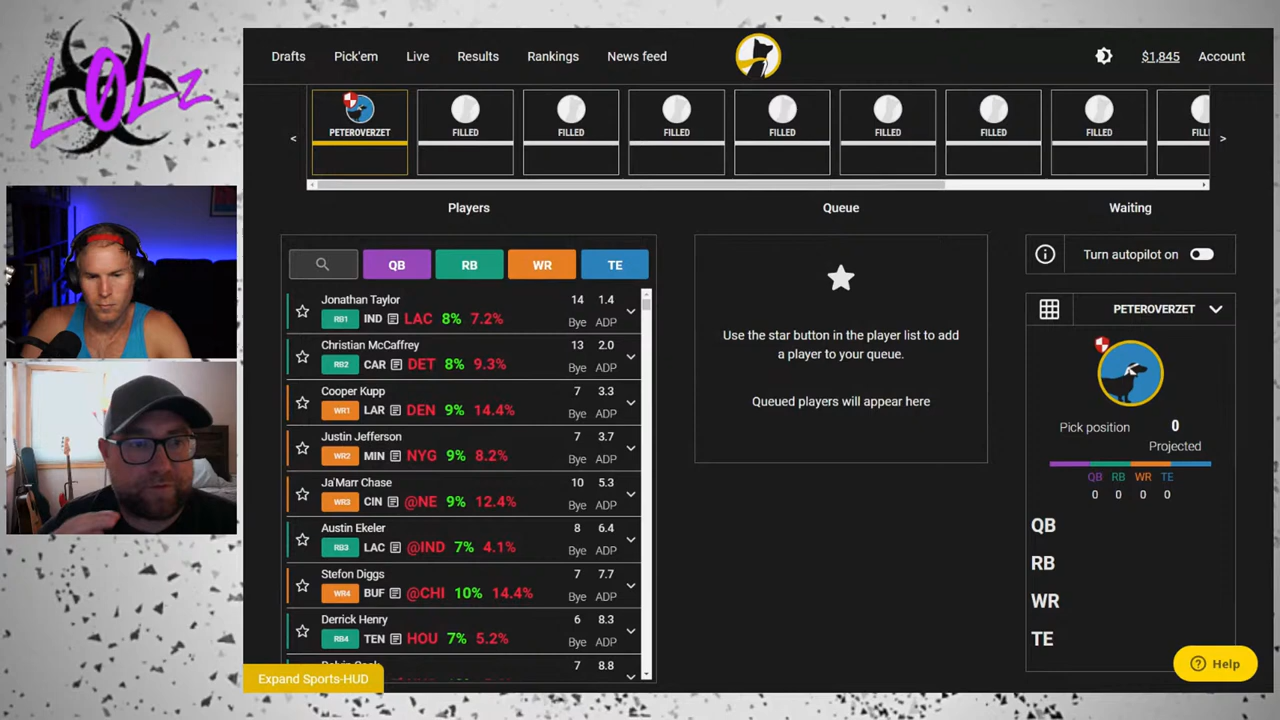 LOLz
Drafts Pick'em Live Results Rankings News feed $1,845 Account
< PETEROVERZET FILLED FILLED FILLED FILLED FILLED FILLED FILLED >
Players Queue Waiting
QB RB WR TE
Turn autopilot on
Jonathan Taylor 14 1.4
RB1 IND LAC 8% 7.2% Bye ADP
Christian McCaffrey 13 2.0
RB2 CAR DET 8% 9.3% Bye ADP
Cooper Kupp 7 3.3
WR1 LAR DEN 9% 14.4% Bye ADP
Justin Jefferson 7 3.7
WR2 MIN NYG 9% 8.2% Bye ADP
Ja'Marr Chase 10 5.3
WR3 CIN @NE 9% 12.4% Bye ADP
Austin Ekeler 8 6.4
RB3 LAC @IND 7% 4.1% Bye ADP
Stefon Diggs 7 7.7
WR4 BUF @CHI 10% 14.4% Bye ADP
Derrick Henry 6 8.3
RB4 TEN HOU 7% 5.2% Bye ADP
7 8.8
Expand Sports-HUD
Use the star button in the player list to add
a player to your queue.
Queued players will appear here
PETEROVERZET
Pick position 0
Projected
QB RB WR TE
0 0 0 0
QB
RB
WR
TE
Help